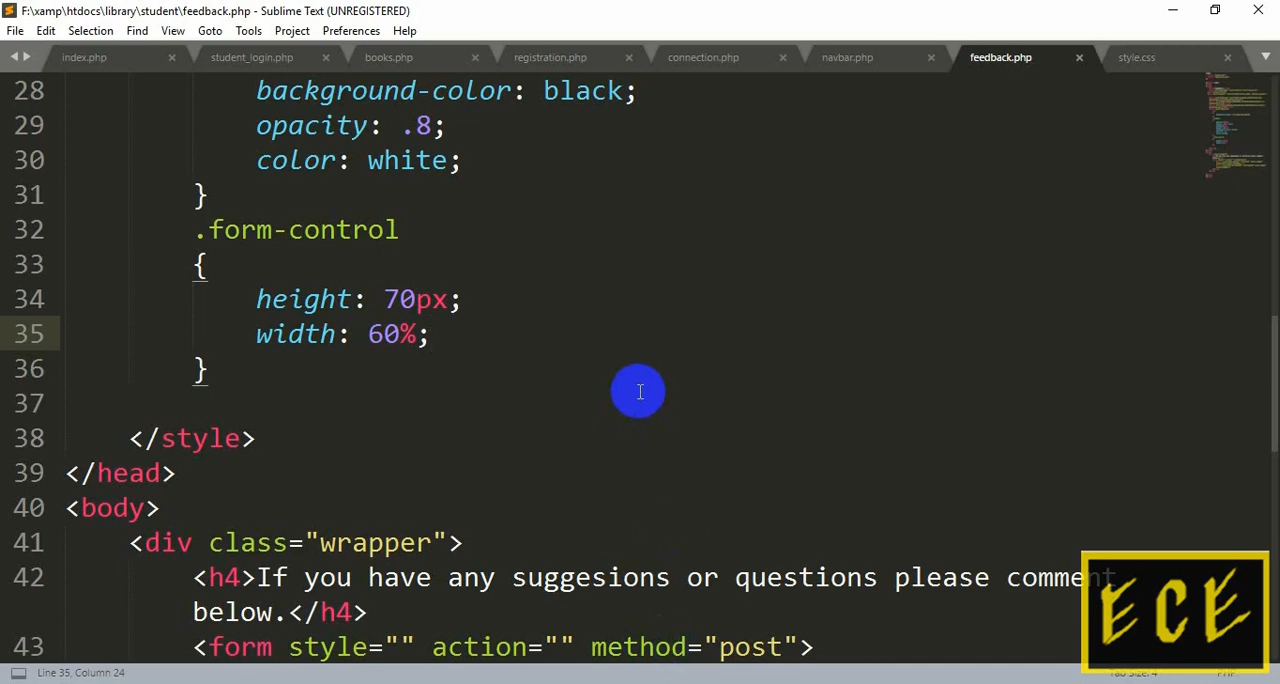 F:\xamp\htdocs\library\student\feedback.php - Sublime Text (UNREGISTERED)
File Edit Selection Find View Goto Tools Project Preferences Help
index.php student_login.php books.php registration.php connection.php navbar.php feedback.php style.css
28 background-color: black;
29 opacity: .8;
30 color: white;
31 }
32 .form-control
33 {
34 height: 70px;
35 width: 60%;
36 }
37
38 </style>
39 </head>
40 <body>
41 <div class="wrapper">
42 <h4>If you have any suggesions or questions please comment
below.</h4>
43 <form style="" action="" method="post">
ECE
Line 35, Column 24 Tab Size: 4 PHP